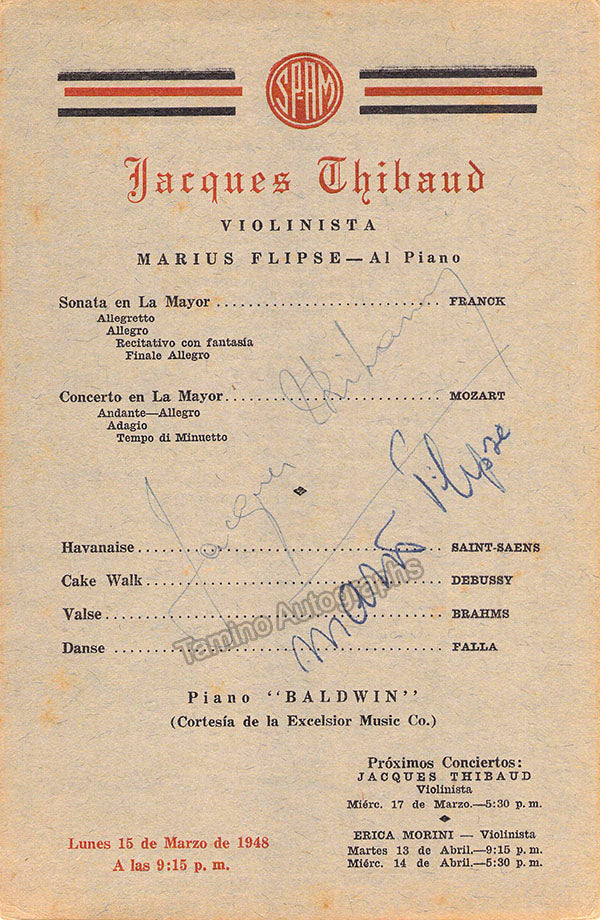 SP-AM
Jacques Thibaud
VIOLINISTA
MARIUS FLIPSE — Al Piano
Sonata en La Mayor ........................ FRANCK
Allegretto
Allegro
Recitativo con fantasía
Finale Allegro
Concerto en La Mayor........................ MOZART
Andante—Allegro
Adagio
Tempo di Minuetto
Jacques Thibaud
Marius Flipse
Havanaise........................ SAINT-SAENS
Cake Walk........................ DEBUSSY
Valse........................ BRAHMS
Danse........................ FALLA
Tamino Autographs
Piano "BALDWIN"
(Cortesía de la Excelsior Music Co.)
Próximos Conciertos:
JACQUES THIBAUD
Violinista
Miérc. 17 de Marzo.—5:30 p. m.
ERICA MORINI — Violinista
Martes 13 de Abril.—9:15 p. m.
Miérc. 14 de Abril.—5:30 p. m.
Lunes 15 de Marzo de 1948
A las 9:15 p. m.